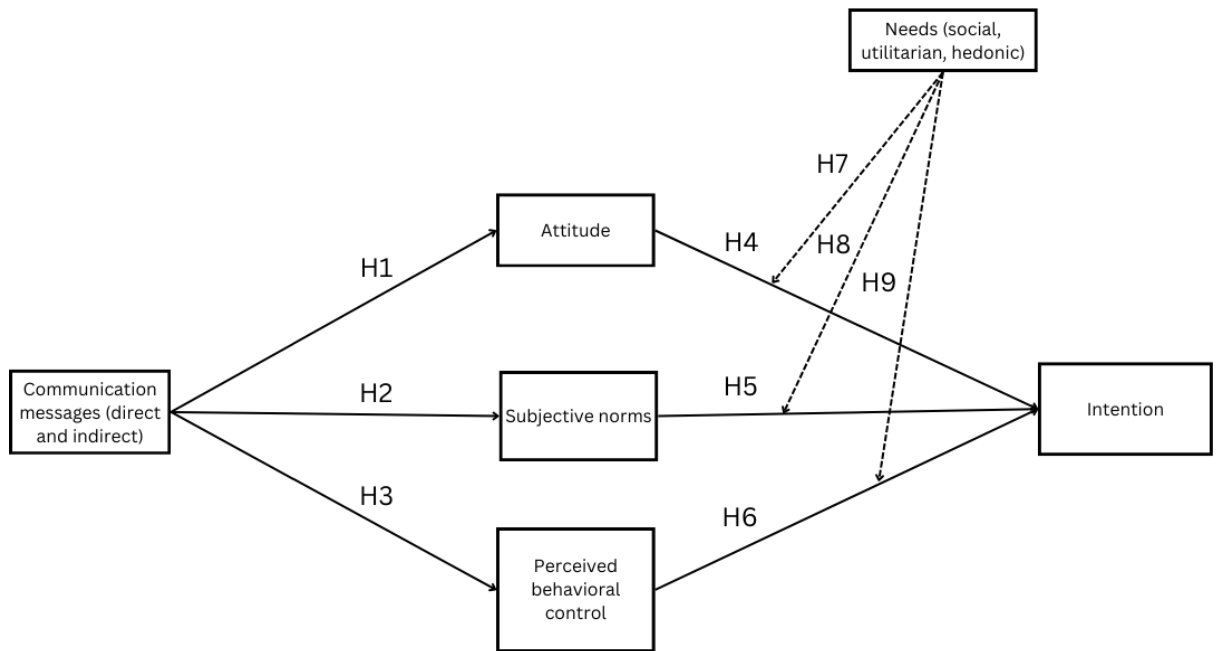 Needs (social,
utilitarian, hedonic)
H7
Attitude
H4
H8
H1
H9
Communication
messages (direct
and indirect)
H2
Subjective norms
H5
Intention
H3
H6
Perceived
behavioral
control